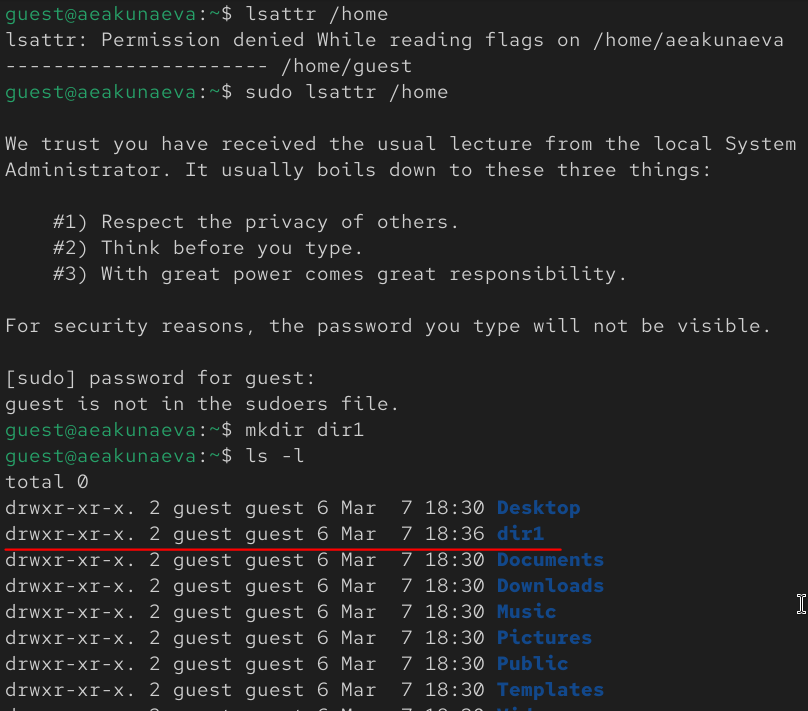 guest@aeakunaeva:~$ lsattr /home
lsattr: Permission denied While reading flags on /home/aeakunaeva
---------------------- /home/guest
guest@aeakunaeva:~$ sudo lsattr /home
We trust you have received the usual lecture from the local System
Administrator. It usually boils down to these three things:
#1) Respect the privacy of others.
#2) Think before you type.
#3) With great power comes great responsibility.
For security reasons, the password you type will not be visible.
[sudo] password for guest:
guest is not in the sudoers file.
guest@aeakunaeva:~$ mkdir dir1
guest@aeakunaeva:~$ ls -l
total 0
drwxr-xr-x. 2 guest guest 6 Mar  7 18:30 Desktop
drwxr-xr-x. 2 guest guest 6 Mar  7 18:36 dir1
drwxr-xr-x. 2 guest guest 6 Mar  7 18:30 Documents
drwxr-xr-x. 2 guest guest 6 Mar  7 18:30 Downloads
drwxr-xr-x. 2 guest guest 6 Mar  7 18:30 Music
drwxr-xr-x. 2 guest guest 6 Mar  7 18:30 Pictures
drwxr-xr-x. 2 guest guest 6 Mar  7 18:30 Public
drwxr-xr-x. 2 guest guest 6 Mar  7 18:30 Templates